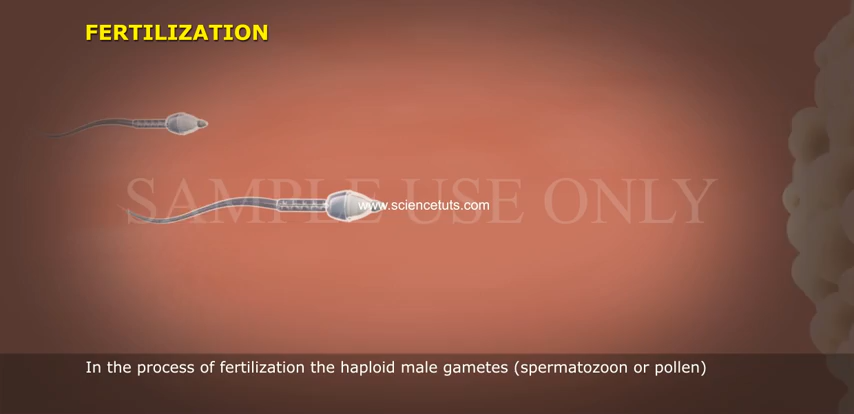 FERTILIZATION
SAMPLE USE ONLY
www.sciencetuts.com
In the process of fertilization the haploid male gametes (spermatozoon or pollen)